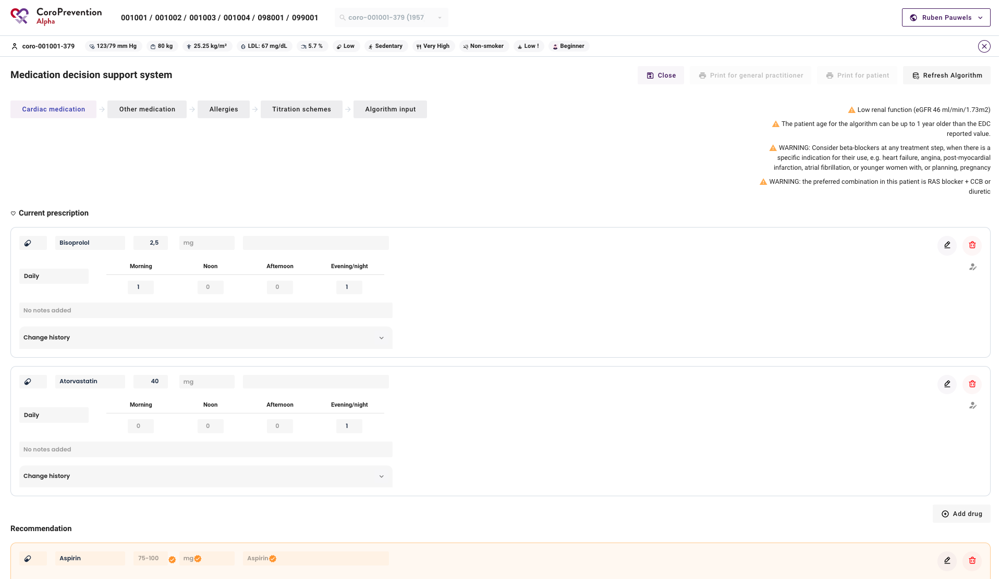 CoroPrevention
Alpha
001001 / 001002 / 001003 / 001004 / 098001 / 099001
coro-001001-379 (1957
Ruben Pauwels
coro-001001-379
123/79 mm Hg
80 kg
25.25 kg/m²
LDL: 67 mg/dL
5.7 %
Low
Sedentary
Very High
Non-smoker
Low !
Beginner
Medication decision support system
Close
Print for general practitioner
Print for patient
Refresh Algorithm
Cardiac medication
Other medication
Allergies
Titration schemes
Algorithm input
Low renal function (eGFR 46 ml/min/1.73m2)
The patient age for the algorithm can be up to 1 year older than the EDC
reported value.
WARNING: Consider beta-blockers at any treatment step, when there is a
specific indication for their use, e.g. heart failure, angina, post-myocardial
infarction, atrial fibrillation, or younger women with, or planning, pregnancy
WARNING: the preferred combination in this patient is RAS blocker + CCB or
diuretic
Current prescription
Bisoprolol 2,5 mg
Morning Noon Afternoon Evening/night
Daily
1 0 0 1
No notes added
Change history
Atorvastatin 40 mg
Morning Noon Afternoon Evening/night
Daily
0 0 0 1
No notes added
Change history
Add drug
Recommendation
Aspirin 75-100 mg Aspirin